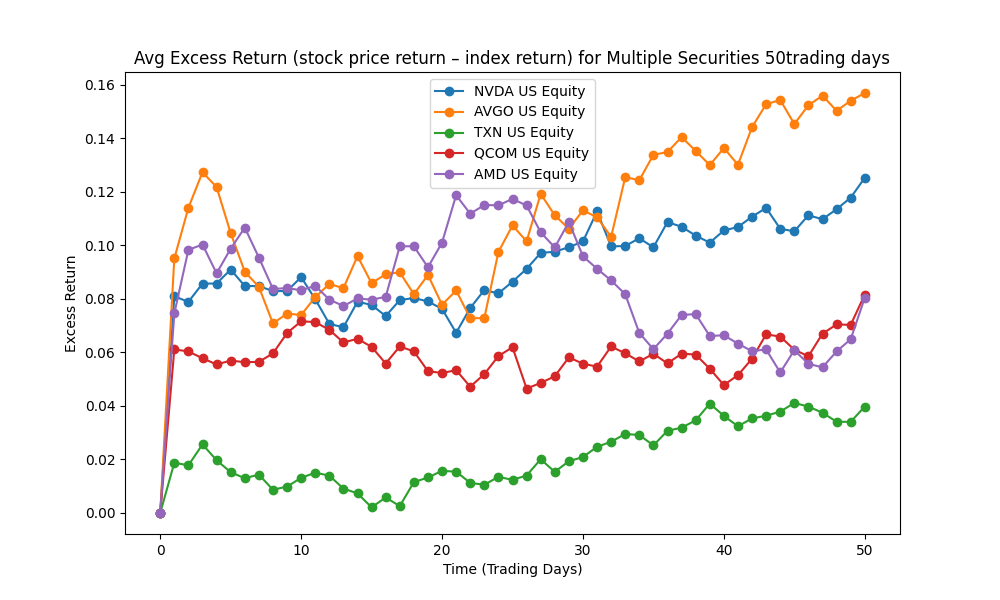 Avg Excess Return (stock price return – index return) for Multiple Securities 50trading days
0.16
0.14
0.12
0.10
0.08
0.06
0.04
0.02
0.00
Excess Return
NVDA US Equity
AVGO US Equity
TXN US Equity
QCOM US Equity
AMD US Equity
0 10 20 30 40 50
Time (Trading Days)